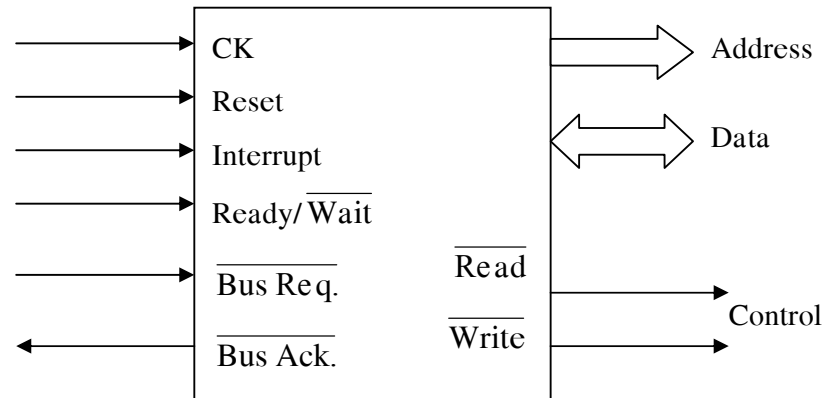 CK
Reset
Interrupt
Ready/ Wait
Bus Req.
Bus Ack.
Read
Write
Address
Data
Control